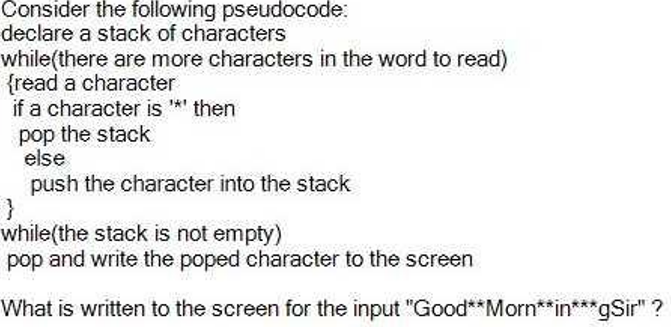 Consider the following pseudocode:
declare a stack of characters
while(there are more characters in the word to read)
{read a character
if a character is '*' then
pop the stack
else
push the character into the stack
}
while(the stack is not empty)
pop and write the poped character to the screen
What is written to the screen for the input "Good**Morn**in***gSir" ?